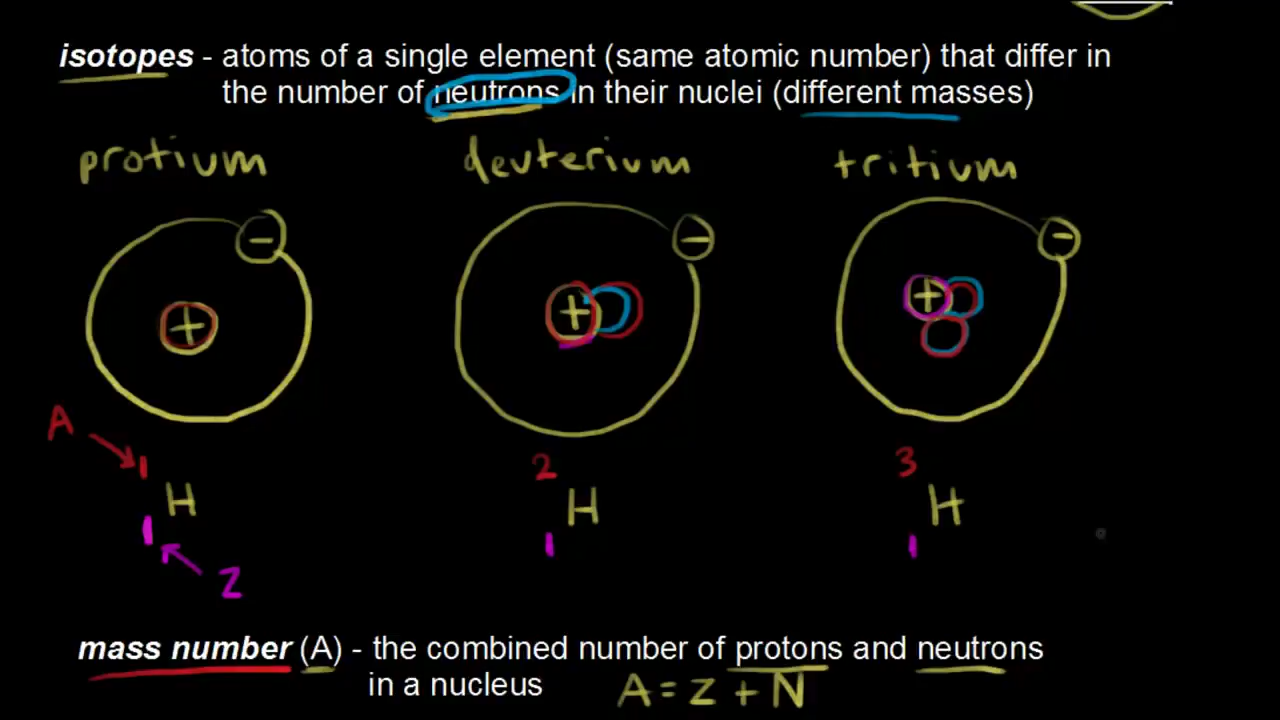 isotopes - atoms of a single element (same atomic number) that differ in
the number of neutrons in their nuclei (different masses)
protium deuterium tritium
- - -
+ + +
A
1 2 3
H H H
1 1 1
Z
mass number (A) - the combined number of protons and neutrons
in a nucleus A = Z + N